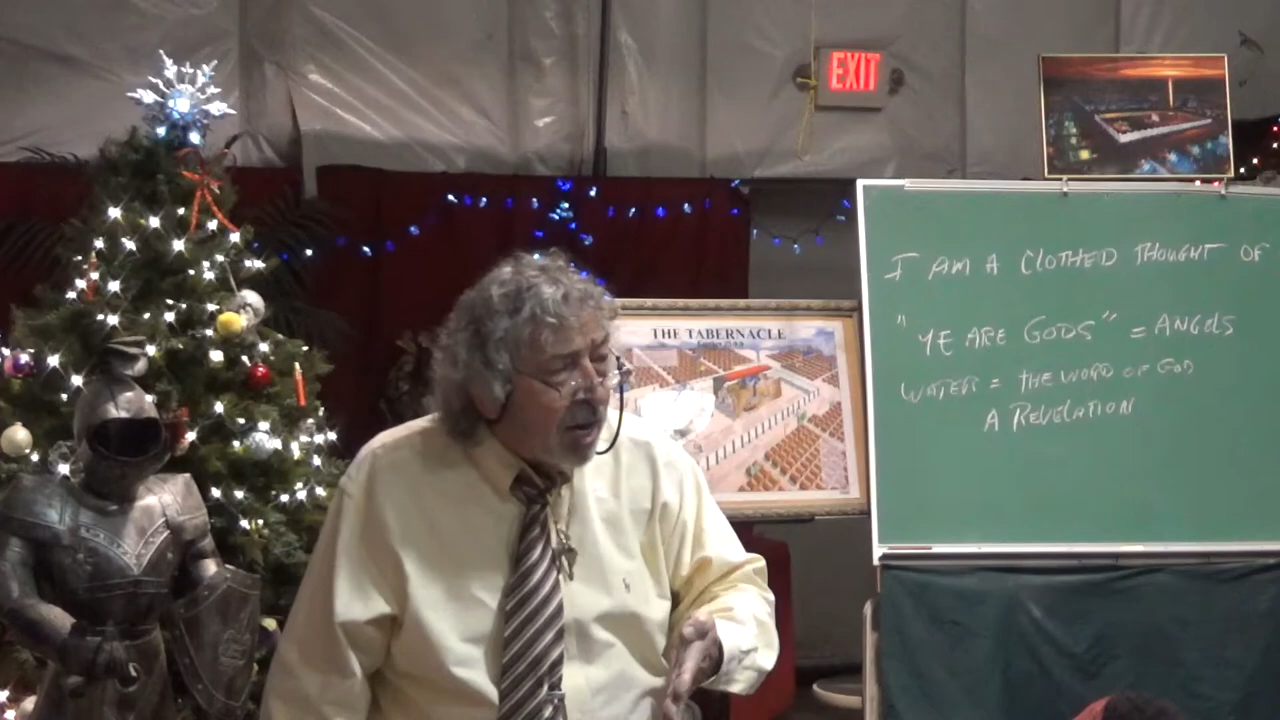 EXIT
THE TABERNACLE
I AM A CLOTHED THOUGHT OF
"YE ARE GODS" = ANGELS
WATER = THE WORD OF GOD
A REVELATION